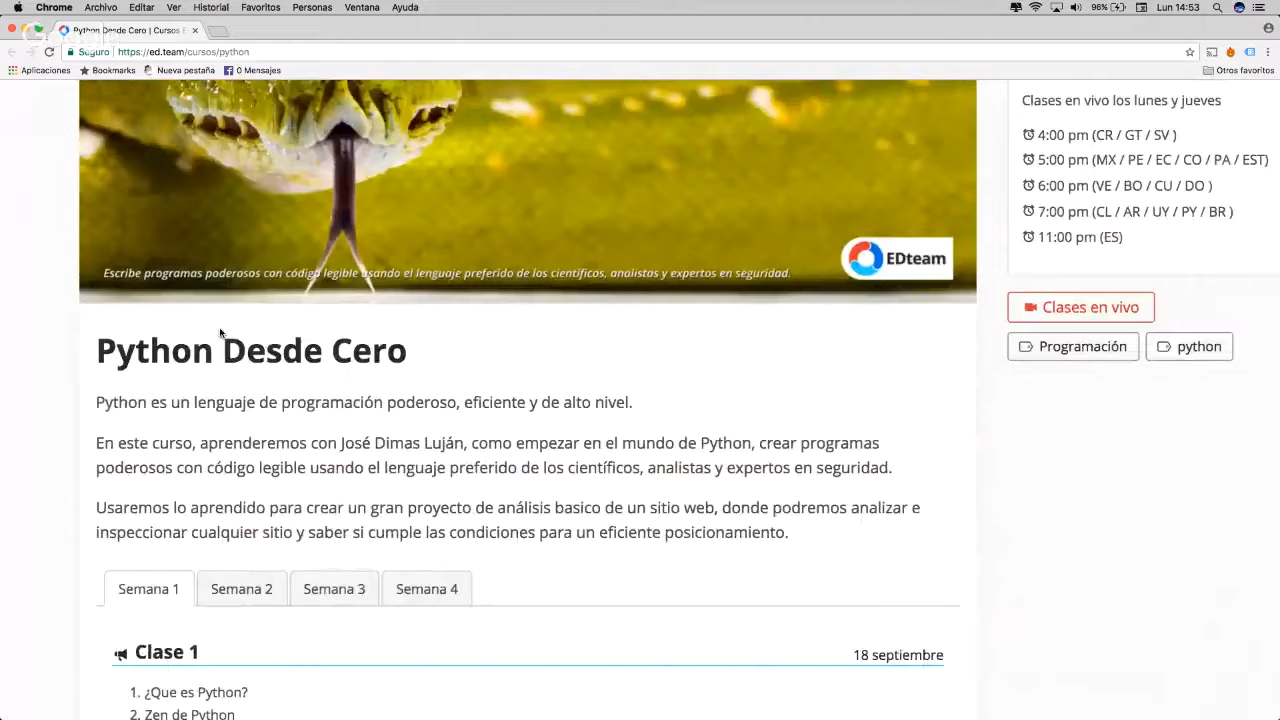 Chrome Archivo Editar Ver Historial Favoritos Personas Ventana Ayuda
96% Lun 14:53
Python Desde Cero | Cursos E
Seguro https://ed.team/cursos/python
Aplicaciones Bookmarks Nueva pestaña 0 Mensajes Otros favoritos
Escribe programas poderosos con código legible usando el lenguaje preferido de los científicos, analistas y expertos en seguridad.
EDteam
Python Desde Cero
Python es un lenguaje de programación poderoso, eficiente y de alto nivel.
En este curso, aprenderemos con José Dimas Luján, como empezar en el mundo de Python, crear programas
poderosos con código legible usando el lenguaje preferido de los científicos, analistas y expertos en seguridad.
Usaremos lo aprendido para crear un gran proyecto de análisis basico de un sitio web, donde podremos analizar e
inspeccionar cualquier sitio y saber si cumple las condiciones para un eficiente posicionamiento.
Semana 1 Semana 2 Semana 3 Semana 4
Clase 1 18 septiembre
1. ¿Que es Python?
2. Zen de Python
Clases en vivo los lunes y jueves
4:00 pm (CR / GT / SV )
5:00 pm (MX / PE / EC / CO / PA / EST)
6:00 pm (VE / BO / CU / DO )
7:00 pm (CL / AR / UY / PY / BR )
11:00 pm (ES)
Clases en vivo
Programación python